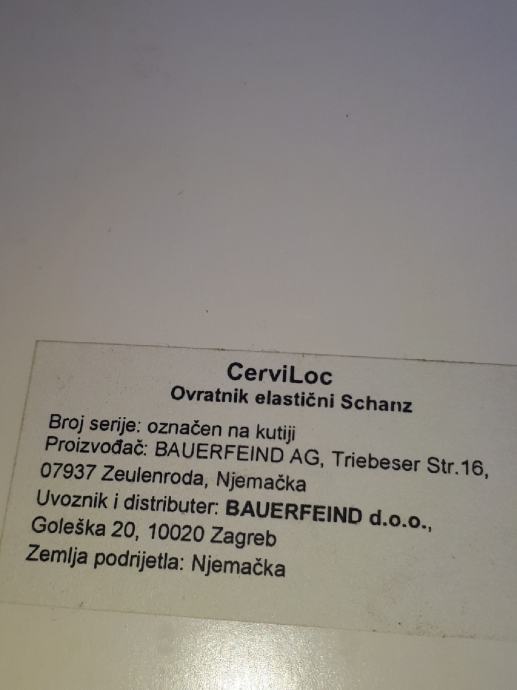 CerviLoc
Ovratnik elastični Schanz
Broj serije: označen na kutiji
Proizvođač: BAUERFEIND AG, Triebeser Str.16,
07937 Zeulenroda, Njemačka
Uvoznik i distributer: BAUERFEIND d.o.o.,
Goleška 20, 10020 Zagreb
Zemlja podrijetla: Njemačka